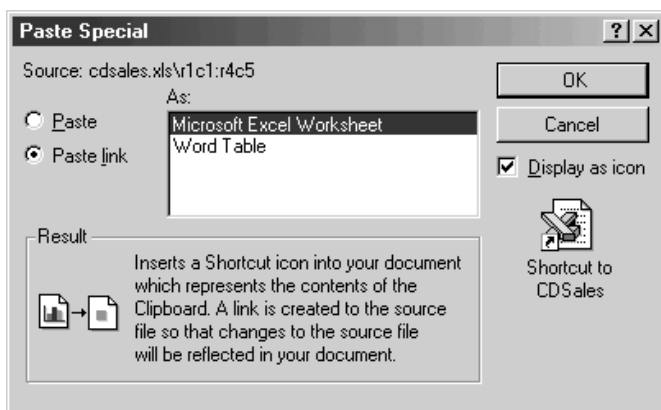 Paste Special
Source: cdsales.xls\r1c1:r4c5
As:
Paste
Paste link
Microsoft Excel Worksheet
Word Table
OK
Cancel
Display as icon
Shortcut to
CDSales
Result
Inserts a Shortcut icon into your document
which represents the contents of the
Clipboard. A link is created to the source
file so that changes to the source file
will be reflected in your document.